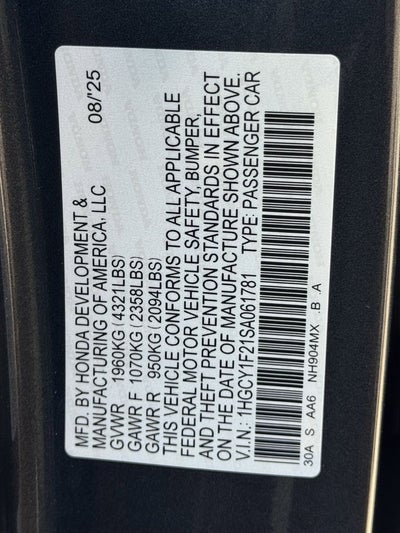 MFD. BY HONDA DEVELOPMENT &
MANUFACTURING OF AMERICA, LLC 08/'25
GVWR 1960KG (4321LBS)
GAWR F 1070KG (2358LBS)
GAWR R 950KG (2094LBS)
THIS VEHICLE CONFORMS TO ALL APPLICABLE
FEDERAL MOTOR VEHICLE SAFETY, BUMPER,
AND THEFT PREVENTION STANDARDS IN EFFECT
ON THE DATE OF MANUFACTURE SHOWN ABOVE.
V.I.N.: 1HGCY1F21SA061781 TYPE: PASSENGER CAR
30A S AA6 NH904MX .B .A